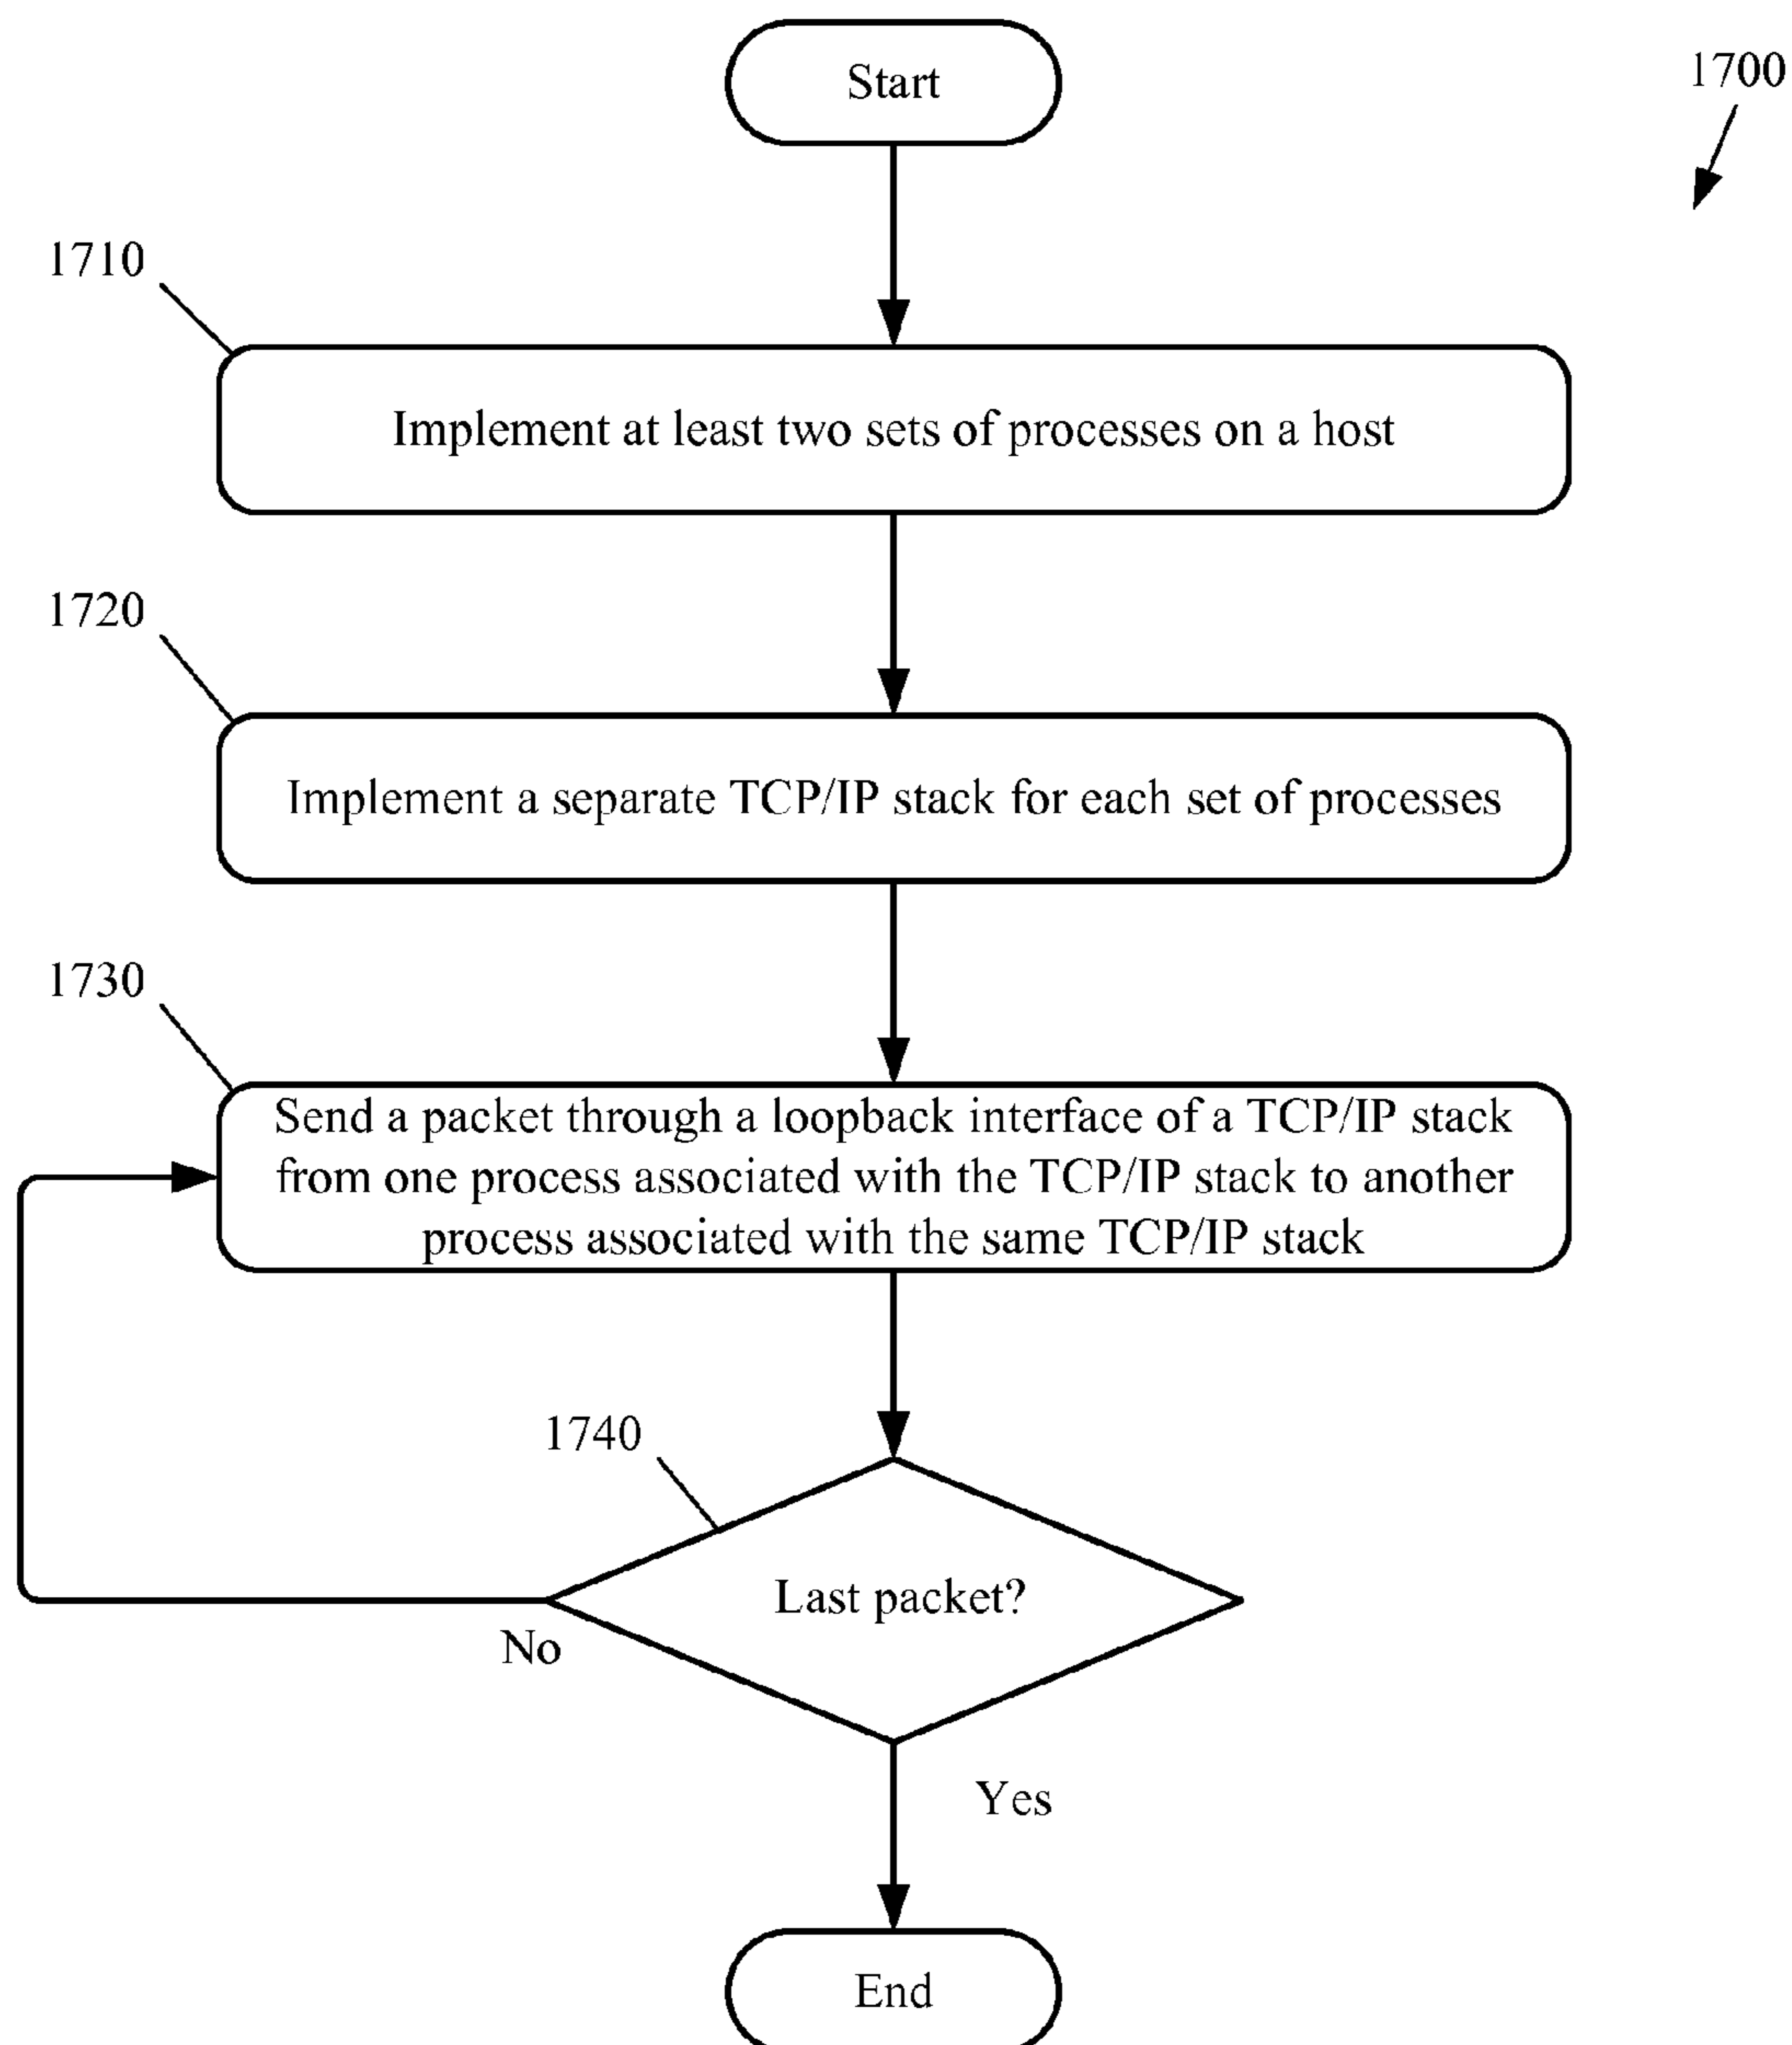 Start
1700
1710
Implement at least two sets of processes on a host
1720
Implement a separate TCP/IP stack for each set of processes
1730
Send a packet through a loopback interface of a TCP/IP stack
from one process associated with the TCP/IP stack to another
process associated with the same TCP/IP stack
1740
Last packet?
No
Yes
End